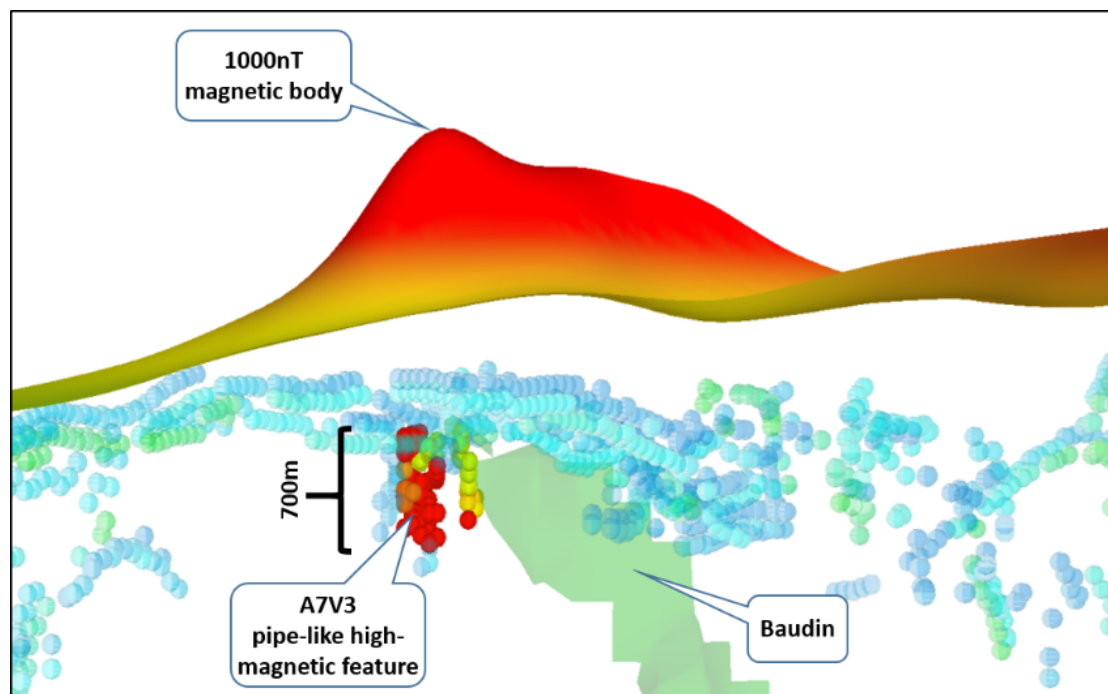 1000nT
magnetic body
700m
A7V3
pipe-like high-
magnetic feature
Baudin